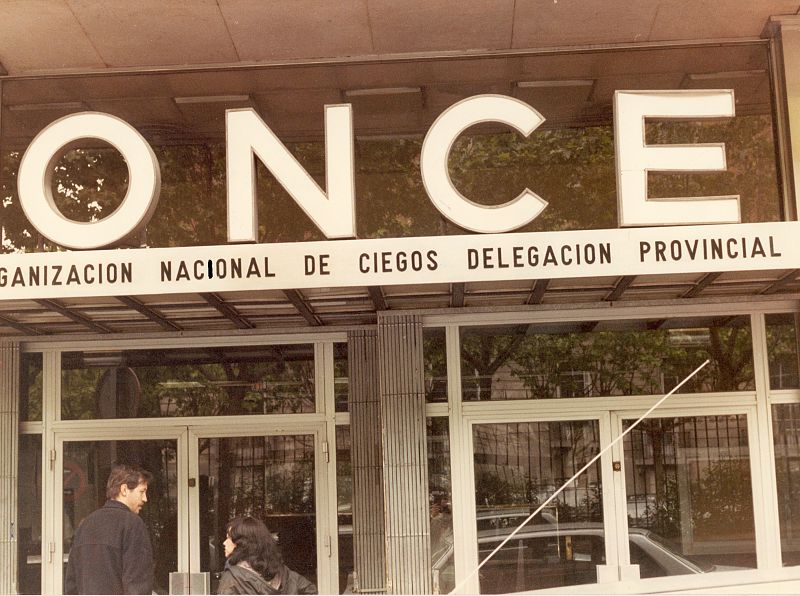 ONCE
GANIZACION NACIONAL DE CIEGOS DELEGACION PROVINCIAL